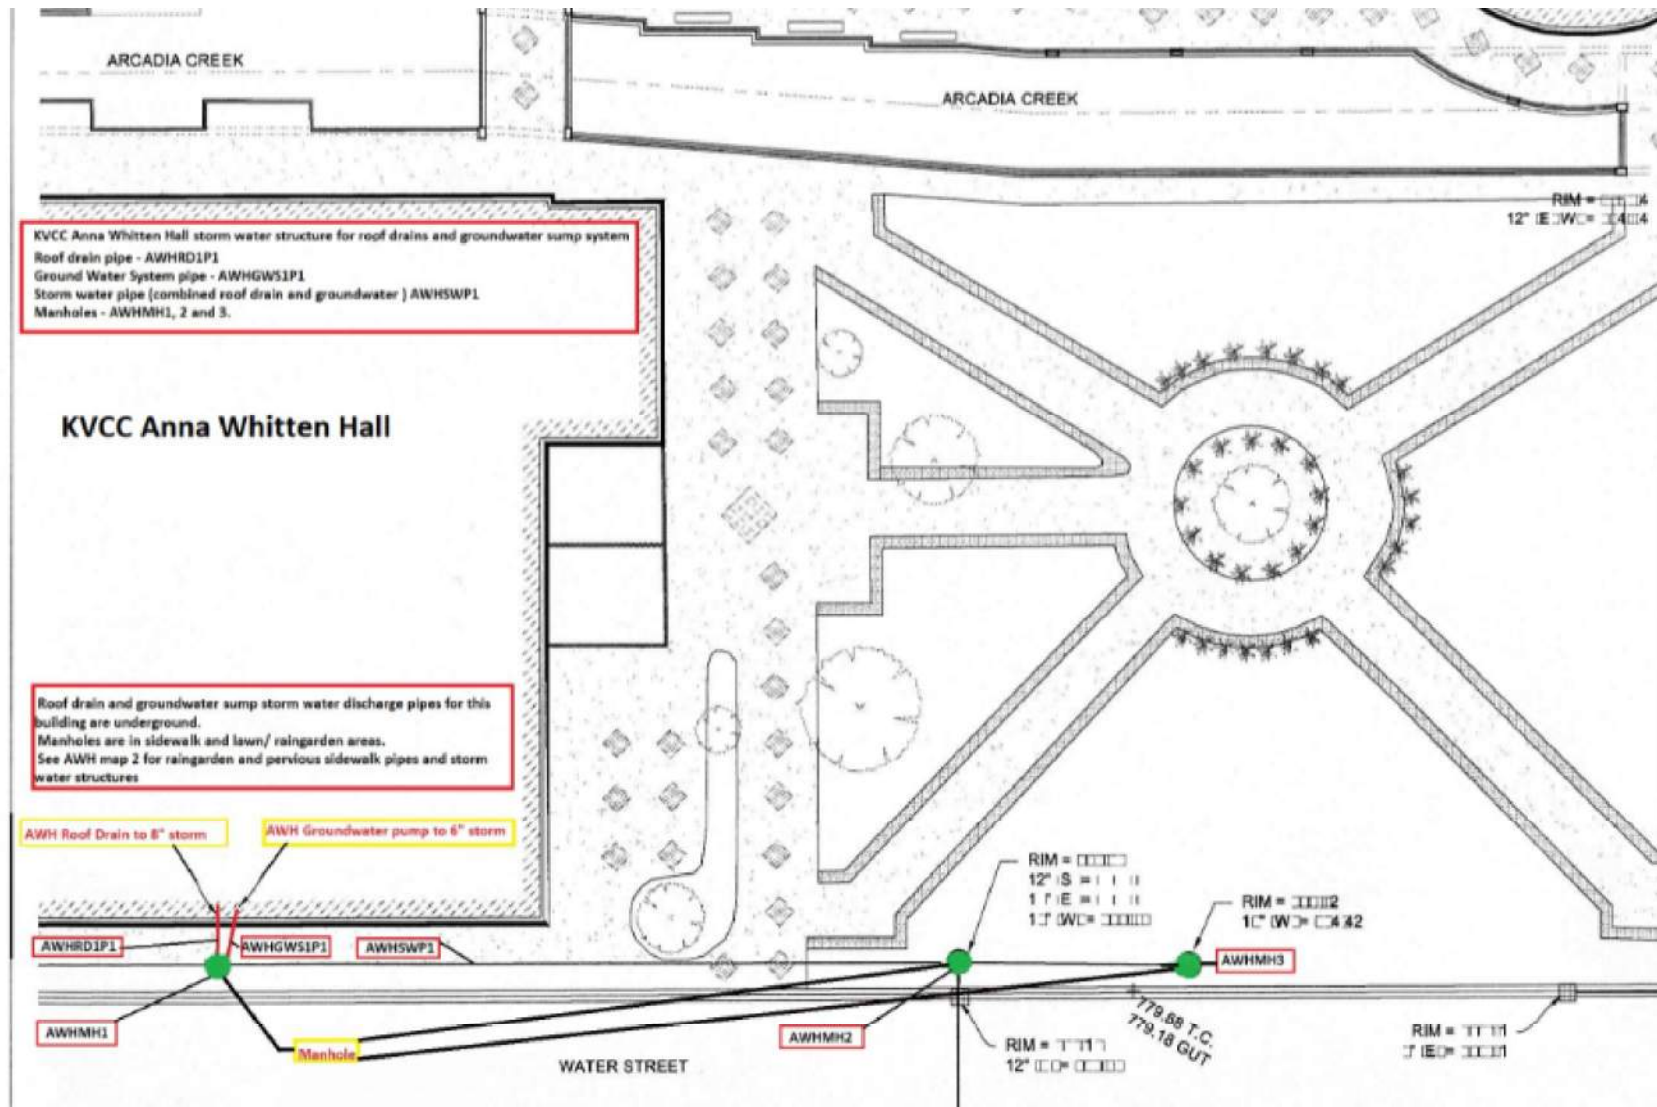 ARCADIA CREEK
ARCADIA CREEK
RIM =
KVCC Anna Whitten Hall storm water structure for roof drains and groundwater sump system
Roof drain pipe - AWHRD1P1
Ground Water System pipe - AWHGWS1P1
Storm water pipe (combined roof drain and groundwater ) AWHSWP1
Manholes - AWHMH1, 2 and 3.
KVCC Anna Whitten Hall
Roof drain and groundwater sump storm water discharge pipes for this
building are underground.
Manholes are in sidewalk and lawn/ raingarden areas.
See AWH map 2 for raingarden and pervious sidewalk pipes and storm
water structures
AWH Roof Drain to 8" storm
AWH Groundwater pump to 6" storm
RIM =
12" S =
RIM =
AWHRD1P1
AWHGWS1P1
AWHSWP1
AWHMH3
AWHMH1
Manhole
AWHMH2
WATER STREET
779.68 T.C.
779.18 GUT
RIM =
12"
RIM =